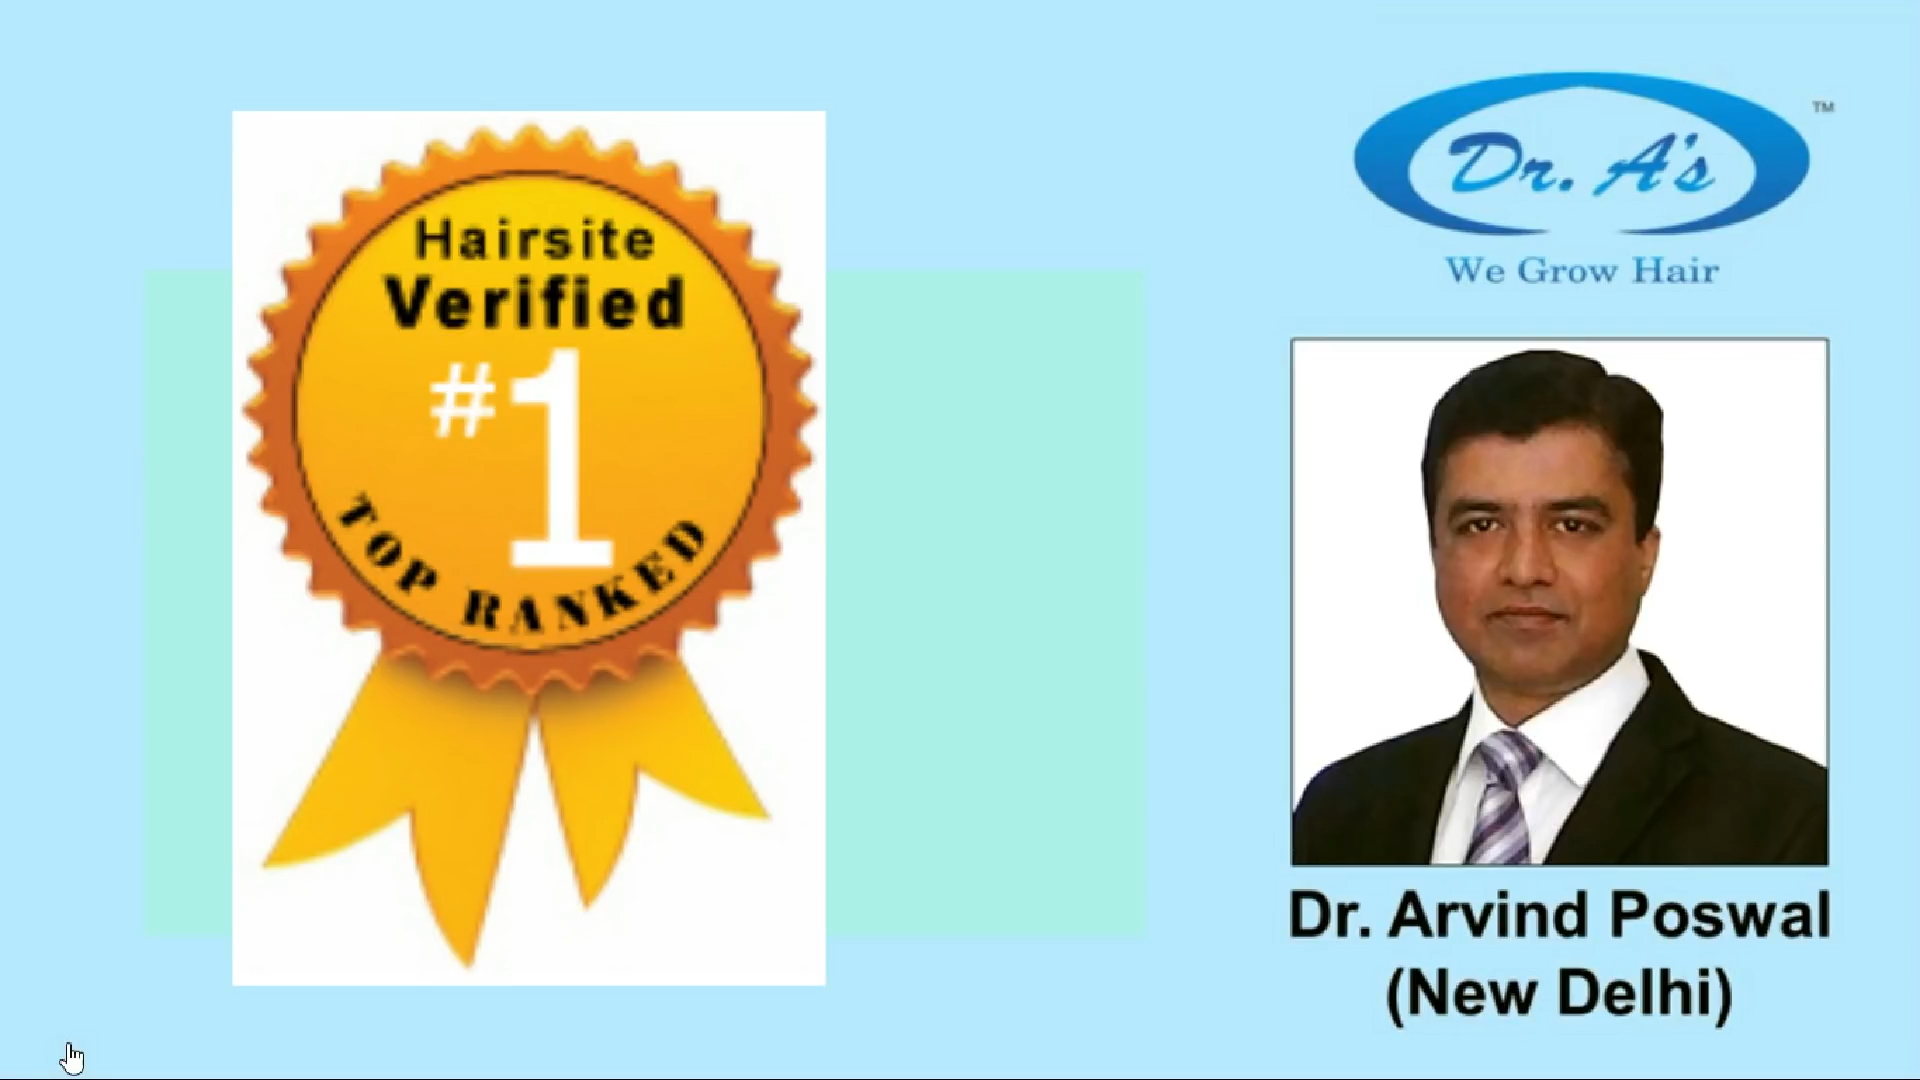 Hairsite
Verified
#1
TOP RANKED
Dr. A's
TM
We Grow Hair
Dr. Arvind Poswal
(New Delhi)